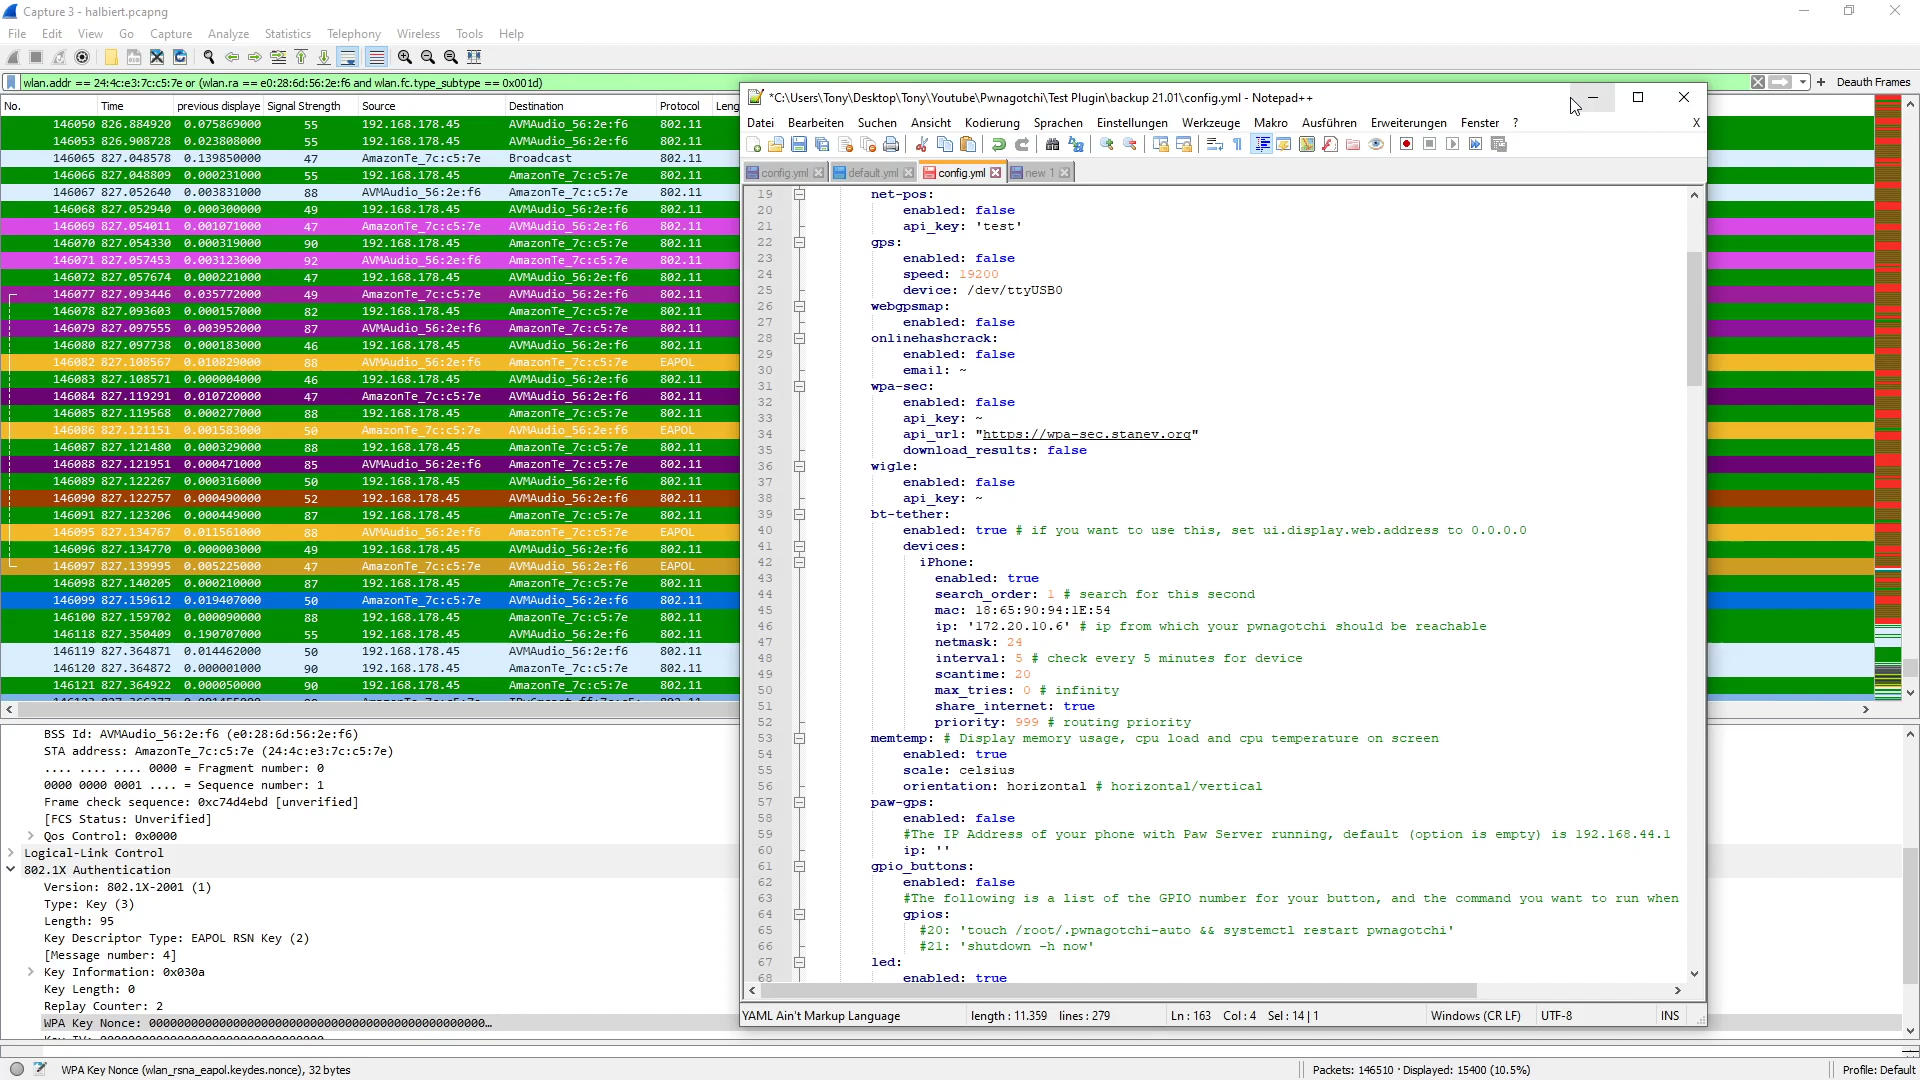 Capture 3 - halbiert.pcapng
File Edit View Go Capture Analyze Statistics Telephony Wireless Tools Help
wlan.addr == 24:4c:e3:7c:c5:7e or (wlan.ra == e0:28:6d:56:2e:f6 and wlan.fc.type_subtype == 0x001d)
+ Deauth Frames
No. Time previous displaye Signal Strength Source Destination Protocol Leng
146050 826.884920 0.075869000 55 192.168.178.45 AVMAudio_56:2e:f6 802.11
146053 826.908728 0.023808000 55 192.168.178.45 AVMAudio_56:2e:f6 802.11
146065 827.048578 0.139850000 47 AmazonTe_7c:c5:7e Broadcast 802.11
146066 827.048809 0.000231000 55 192.168.178.45 AmazonTe_7c:c5:7e 802.11
146067 827.052640 0.003831000 88 AVMAudio_56:2e:f6 AmazonTe_7c:c5:7e 802.11
146068 827.052940 0.000300000 49 192.168.178.45 AVMAudio_56:2e:f6 802.11
146069 827.054011 0.001071000 47 AmazonTe_7c:c5:7e AVMAudio_56:2e:f6 802.11
146070 827.054330 0.000319000 90 192.168.178.45 AmazonTe_7c:c5:7e 802.11
146071 827.057453 0.003123000 92 AVMAudio_56:2e:f6 AmazonTe_7c:c5:7e 802.11
146072 827.057674 0.000221000 47 192.168.178.45 AVMAudio_56:2e:f6 802.11
146077 827.093446 0.035772000 49 AmazonTe_7c:c5:7e AVMAudio_56:2e:f6 802.11
146078 827.093603 0.000157000 82 192.168.178.45 AmazonTe_7c:c5:7e 802.11
146079 827.097555 0.003952000 87 AVMAudio_56:2e:f6 AmazonTe_7c:c5:7e 802.11
146080 827.097738 0.000183000 46 192.168.178.45 AVMAudio_56:2e:f6 802.11
146082 827.108567 0.010829000 88 AVMAudio_56:2e:f6 AmazonTe_7c:c5:7e EAPOL
146083 827.108571 0.000004000 46 192.168.178.45 AVMAudio_56:2e:f6 802.11
146084 827.119291 0.010720000 47 AmazonTe_7c:c5:7e AVMAudio_56:2e:f6 802.11
146085 827.119568 0.000277000 88 192.168.178.45 AmazonTe_7c:c5:7e 802.11
146086 827.121151 0.001583000 50 AmazonTe_7c:c5:7e AVMAudio_56:2e:f6 EAPOL
146087 827.121480 0.000329000 88 192.168.178.45 AmazonTe_7c:c5:7e 802.11
146088 827.121951 0.000471000 85 AVMAudio_56:2e:f6 AmazonTe_7c:c5:7e 802.11
146089 827.122267 0.000316000 50 192.168.178.45 AVMAudio_56:2e:f6 802.11
146090 827.122757 0.000490000 52 192.168.178.45 AVMAudio_56:2e:f6 802.11
146091 827.123206 0.000449000 87 192.168.178.45 AmazonTe_7c:c5:7e 802.11
146095 827.134767 0.011561000 88 AVMAudio_56:2e:f6 AmazonTe_7c:c5:7e EAPOL
146096 827.134770 0.000003000 49 192.168.178.45 AVMAudio_56:2e:f6 802.11
146097 827.139995 0.005225000 47 AmazonTe_7c:c5:7e AVMAudio_56:2e:f6 EAPOL
146098 827.140205 0.000210000 87 192.168.178.45 AmazonTe_7c:c5:7e 802.11
146099 827.159612 0.019407000 50 AmazonTe_7c:c5:7e AVMAudio_56:2e:f6 802.11
146100 827.159702 0.000090000 88 192.168.178.45 AmazonTe_7c:c5:7e 802.11
146118 827.350409 0.190707000 55 192.168.178.45 AVMAudio_56:2e:f6 802.11
146119 827.364871 0.014462000 50 192.168.178.45 AVMAudio_56:2e:f6 802.11
146120 827.364872 0.000001000 90 192.168.178.45 AmazonTe_7c:c5:7e 802.11
146121 827.364922 0.000050000 90 192.168.178.45 AmazonTe_7c:c5:7e 802.11
BSS Id: AVMAudio_56:2e:f6 (e0:28:6d:56:2e:f6)
STA address: AmazonTe_7c:c5:7e (24:4c:e3:7c:c5:7e)
.... .... .... 0000 = Fragment number: 0
0000 0000 0001 .... = Sequence number: 1
Frame check sequence: 0xc74d4ebd [unverified]
[FCS Status: Unverified]
Qos Control: 0x0000
Logical-Link Control
802.1X Authentication
Version: 802.1X-2001 (1)
Type: Key (3)
Length: 95
Key Descriptor Type: EAPOL RSN Key (2)
[Message number: 4]
Key Information: 0x030a
Key Length: 0
Replay Counter: 2
WPA Key Nonce: 0000000000000000000000000000000000000000000000000…
WPA Key Nonce (wlan_rsna_eapol.keydes.nonce), 32 bytes
Packets: 146510 · Displayed: 15400 (10.5%)
Profile: Default
*C:\Users\Tony\Desktop\Tony\Youtube\Pwnagotchi\Test Plugin\backup 21.01\config.yml - Notepad++
Datei Bearbeiten Suchen Ansicht Kodierung Sprachen Einstellungen Werkzeuge Makro Ausführen Erweiterungen Fenster ? X
config.yml default.yml config.yml new 1
19 net-pos:
20 enabled: false
21 api_key: 'test'
22 gps:
23 enabled: false
24 speed: 19200
25 device: /dev/ttyUSB0
26 webgpsmap:
27 enabled: false
28 onlinehashcrack:
29 enabled: false
30 email: ~
31 wpa-sec:
32 enabled: false
33 api_key: ~
34 api_url: "https://wpa-sec.stanev.org"
35 download_results: false
36 wigle:
37 enabled: false
38 api_key: ~
39 bt-tether:
40 enabled: true # if you want to use this, set ui.display.web.address to 0.0.0.0
41 devices:
42 iPhone:
43 enabled: true
44 search_order: 1 # search for this second
45 mac: 18:65:90:94:1E:54
46 ip: '172.20.10.6' # ip from which your pwnagotchi should be reachable
47 netmask: 24
48 interval: 5 # check every 5 minutes for device
49 scantime: 20
50 max_tries: 0 # infinity
51 share_internet: true
52 priority: 999 # routing priority
53 memtemp: # Display memory usage, cpu load and cpu temperature on screen
54 enabled: true
55 scale: celsius
56 orientation: horizontal # horizontal/vertical
57 paw-gps:
58 enabled: false
59 #The IP Address of your phone with Paw Server running, default (option is empty) is 192.168.44.1
60 ip: ''
61 gpio_buttons:
62 enabled: false
63 #The following is a list of the GPIO number for your button, and the command you want to run when
64 gpios:
65 #20: 'touch /root/.pwnagotchi-auto && systemctl restart pwnagotchi'
66 #21: 'shutdown -h now'
67 led:
68 enabled: true
YAML Ain't Markup Language length : 11.359 lines : 279 Ln : 163 Col : 4 Sel : 14 | 1 Windows (CR LF) UTF-8 INS